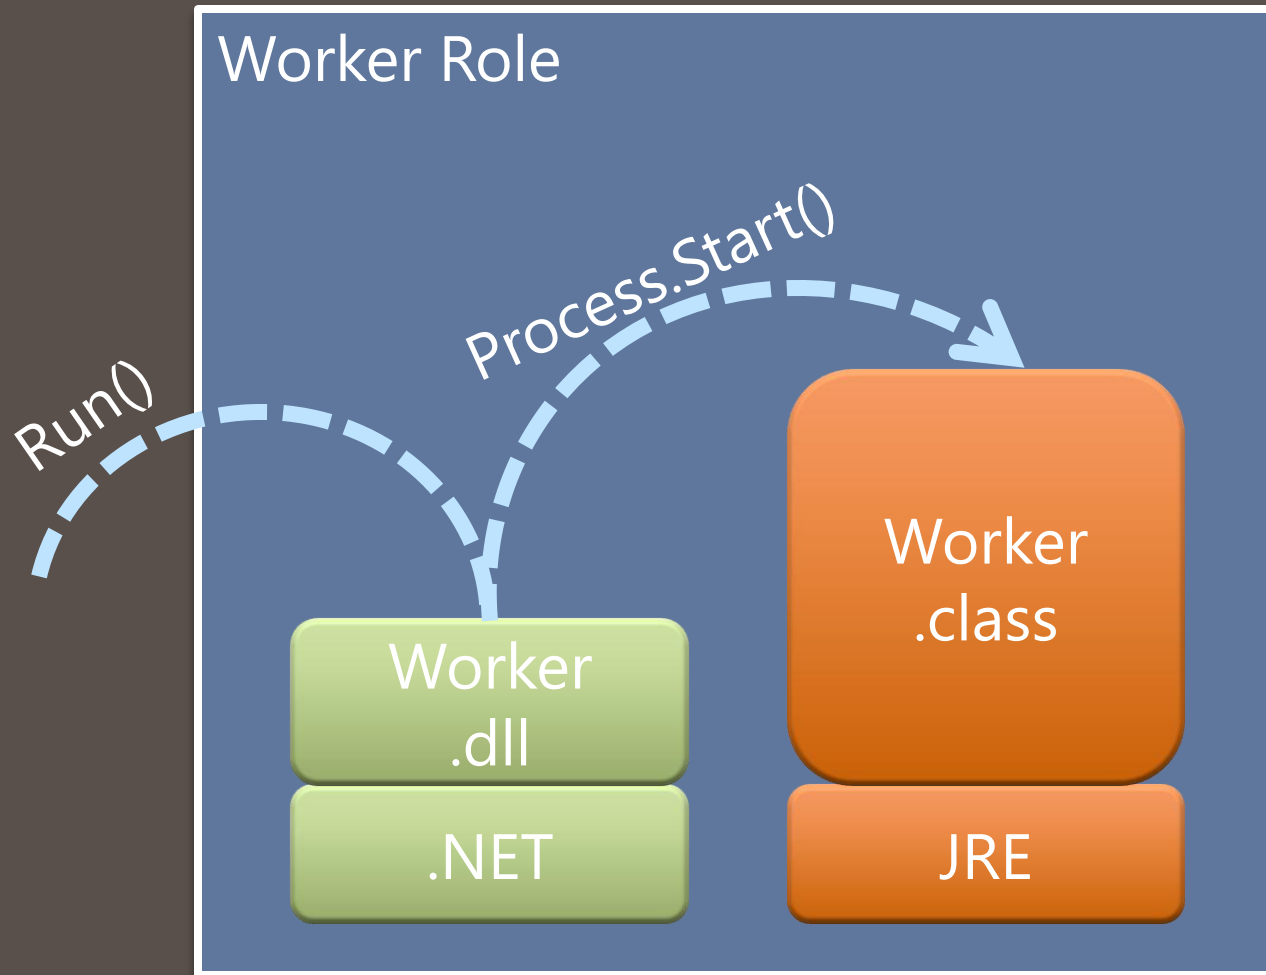 Worker Role
Process.Start()
Run()
Worker
.dll
.NET
Worker
.class
JRE